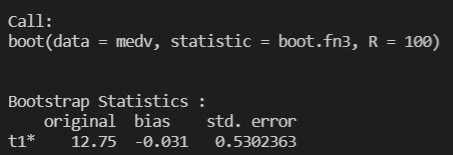 Call:
boot(data = medv, statistic = boot.fn3, R = 100)
Bootstrap Statistics :
    original  bias    std. error
t1*    12.75 -0.031   0.5302363